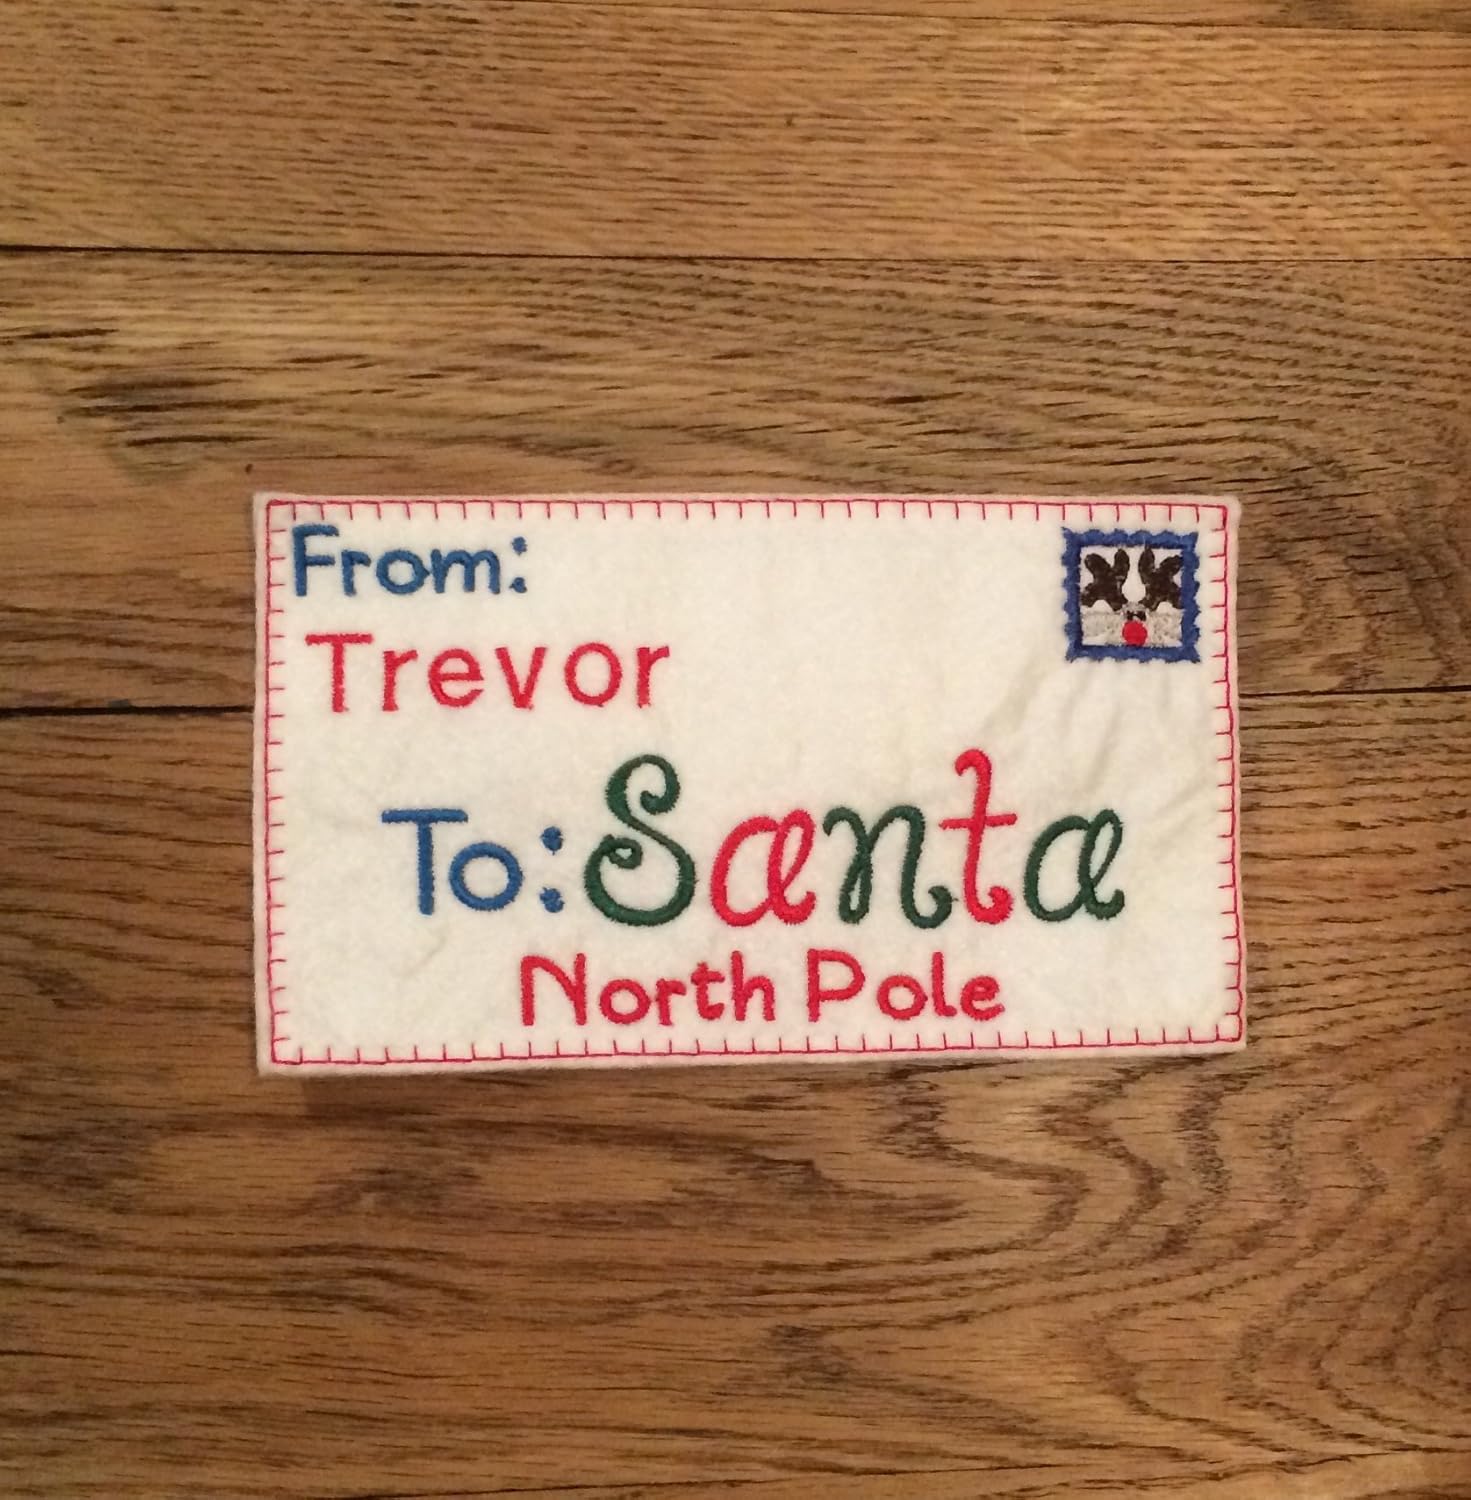 From:
Trevor
To: Santa
North Pole